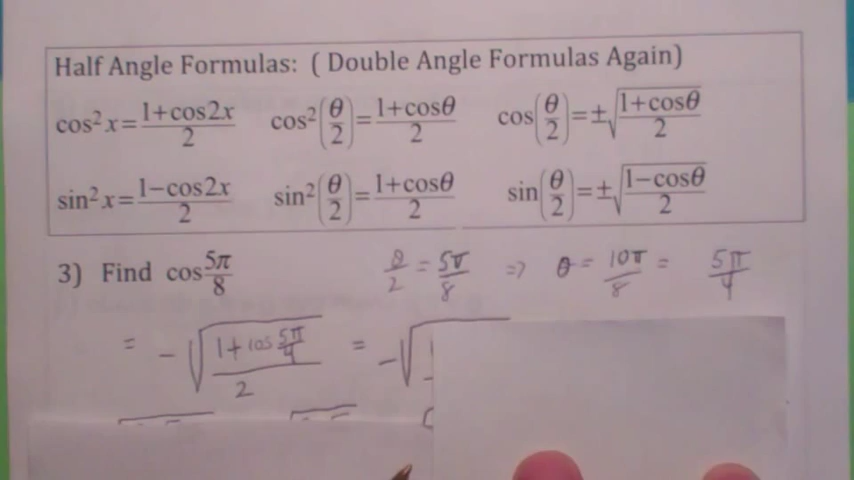 Half Angle Formulas: ( Double Angle Formulas Again)
cos²x=(1+cos2x)/2 cos²(θ/2)=(1+cosθ)/2 cos(θ/2)=±√((1+cosθ)/2)
sin²x=(1−cos2x)/2 sin²(θ/2)=(1+cosθ)/2 sin(θ/2)=±√((1−cosθ)/2)
3) Find cos 5π/8 θ/2 = 5π/8 => θ = 10π/8 = 5π/4
= −√((1+cos 5π/4)/2) = −√